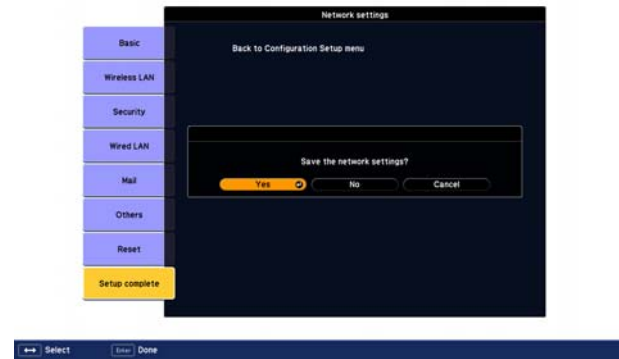 Network settings
Basic
Back to Configuration Setup menu
Wireless LAN
Security
Wired LAN
Save the network settings?
Mail
Yes No Cancel
Others
Reset
Setup complete
Select Enter Done